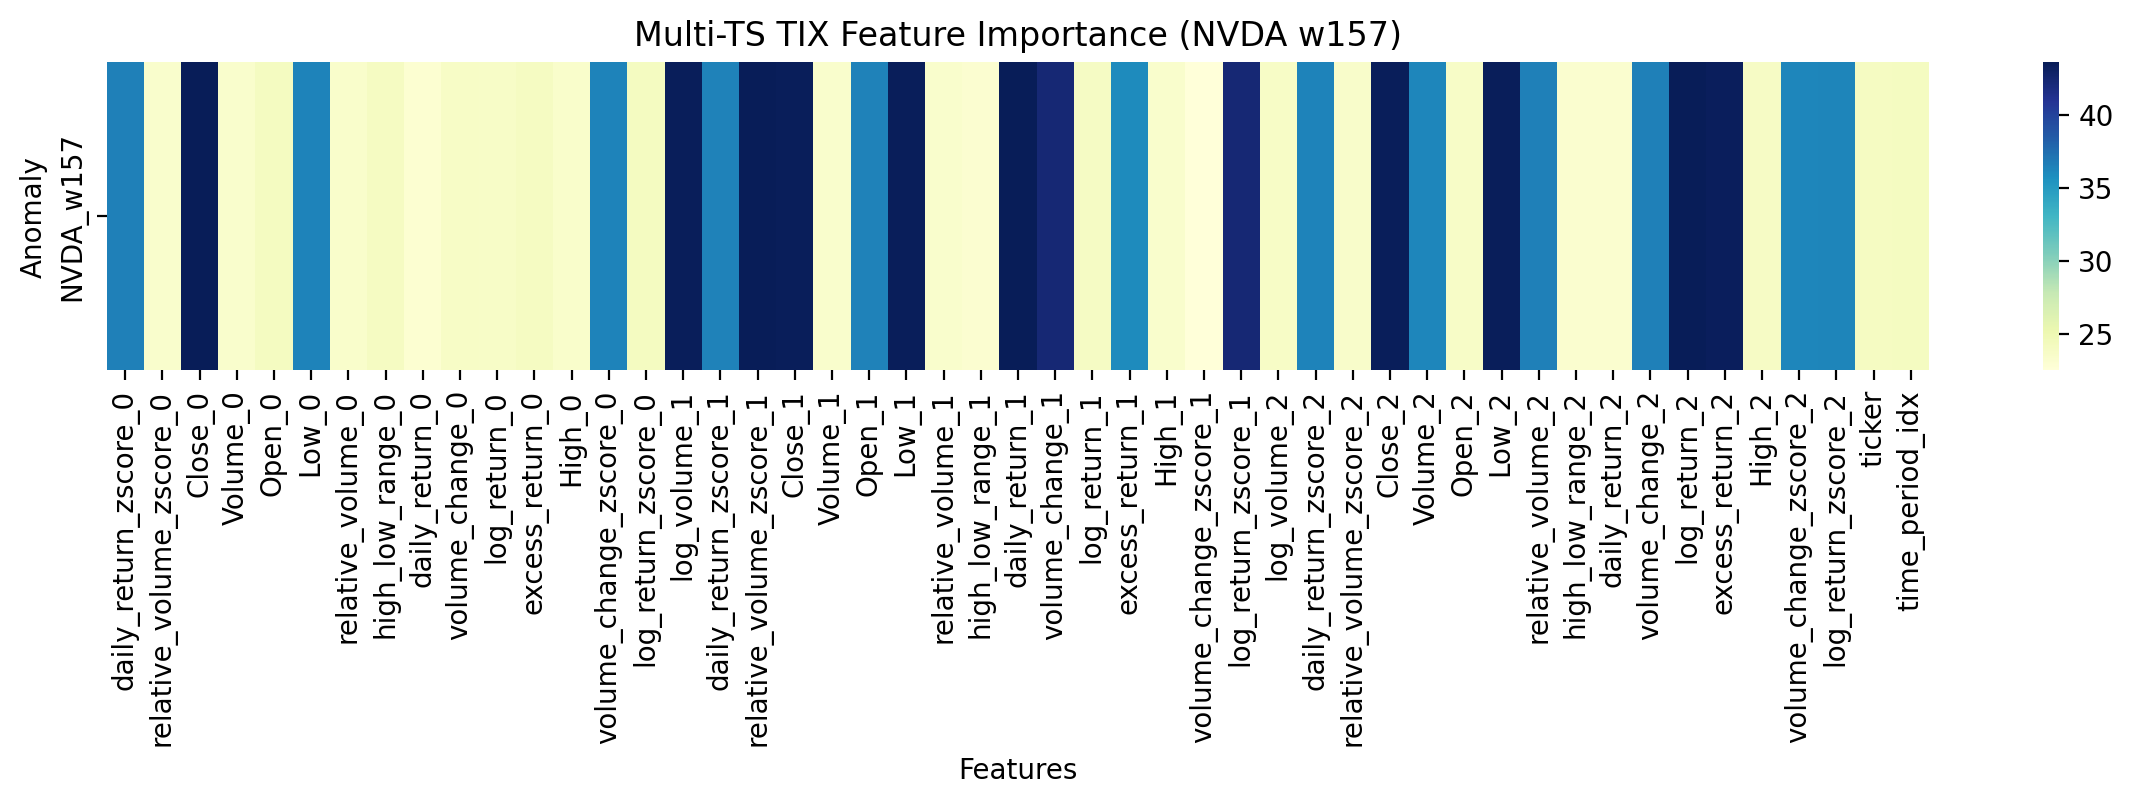 Multi-TS TIX Feature Importance (NVDA w157)
Anomaly
NVDA_w157
40
35
30
25
daily_return_zscore_0
relative_volume_zscore_0
Close_0
Volume_0
Open_0
Low_0
relative_volume_0
high_low_range_0
daily_return_0
volume_change_0
log_return_0
excess_return_0
High_0
volume_change_zscore_0
log_return_zscore_0
log_volume_1
daily_return_zscore_1
relative_volume_zscore_1
Close_1
Volume_1
Open_1
Low_1
relative_volume_1
high_low_range_1
daily_return_1
volume_change_1
log_return_1
excess_return_1
High_1
volume_change_zscore_1
log_return_zscore_1
log_volume_2
daily_return_zscore_2
relative_volume_zscore_2
Close_2
Volume_2
Open_2
Low_2
relative_volume_2
high_low_range_2
daily_return_2
volume_change_2
log_return_2
excess_return_2
High_2
volume_change_zscore_2
log_return_zscore_2
ticker
time_period_idx
Features